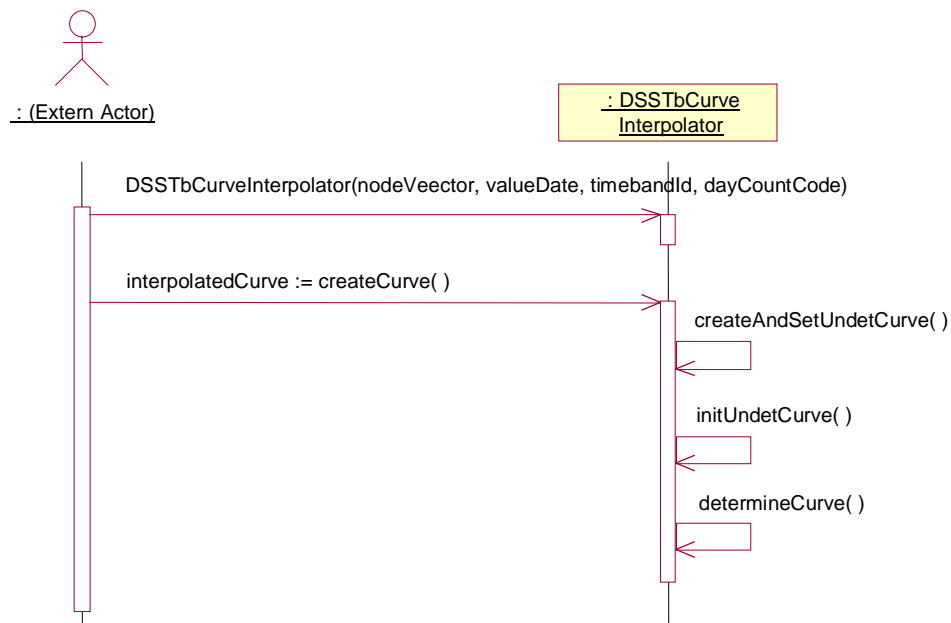 : (Extern Actor)
: DSSTbCurve
Interpolator
DSSTbCurveInterpolator(nodeVeector, valueDate, timebandId, dayCountCode)
interpolatedCurve := createCurve( )
createAndSetUndetCurve( )
initUndetCurve( )
determineCurve( )